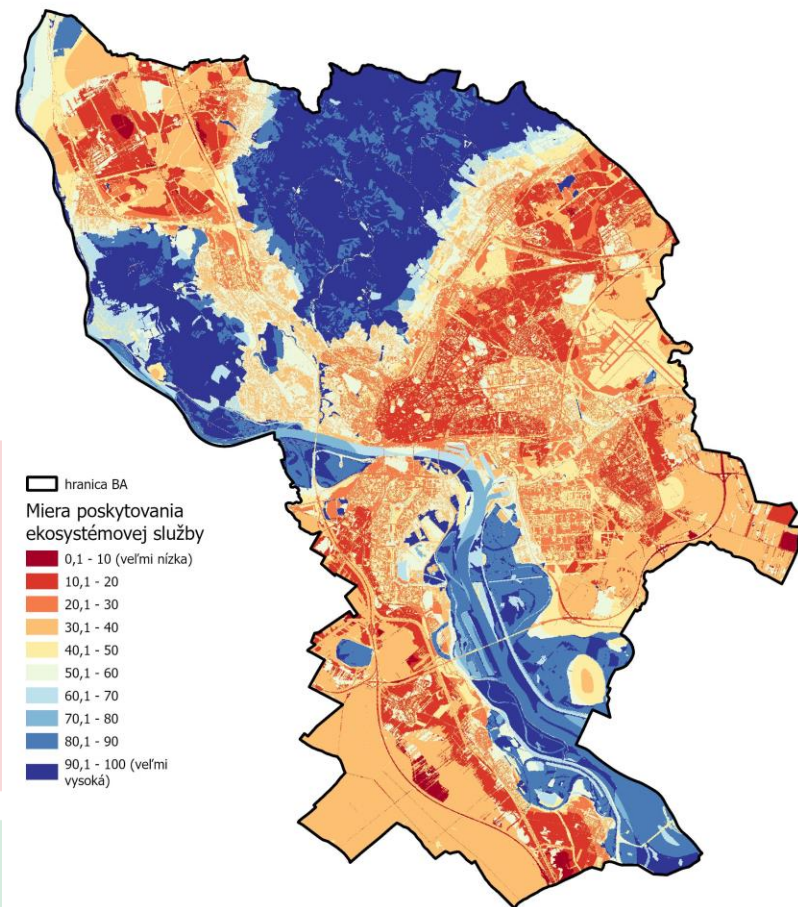 hranica BA
Miera poskytovania
ekosystémovej služby
0,1 - 10 (veľmi nízka)
10,1 - 20
20,1 - 30
30,1 - 40
40,1 - 50
50,1 - 60
60,1 - 70
70,1 - 80
80,1 - 90
90,1 - 100 (veľmi
vysoká)